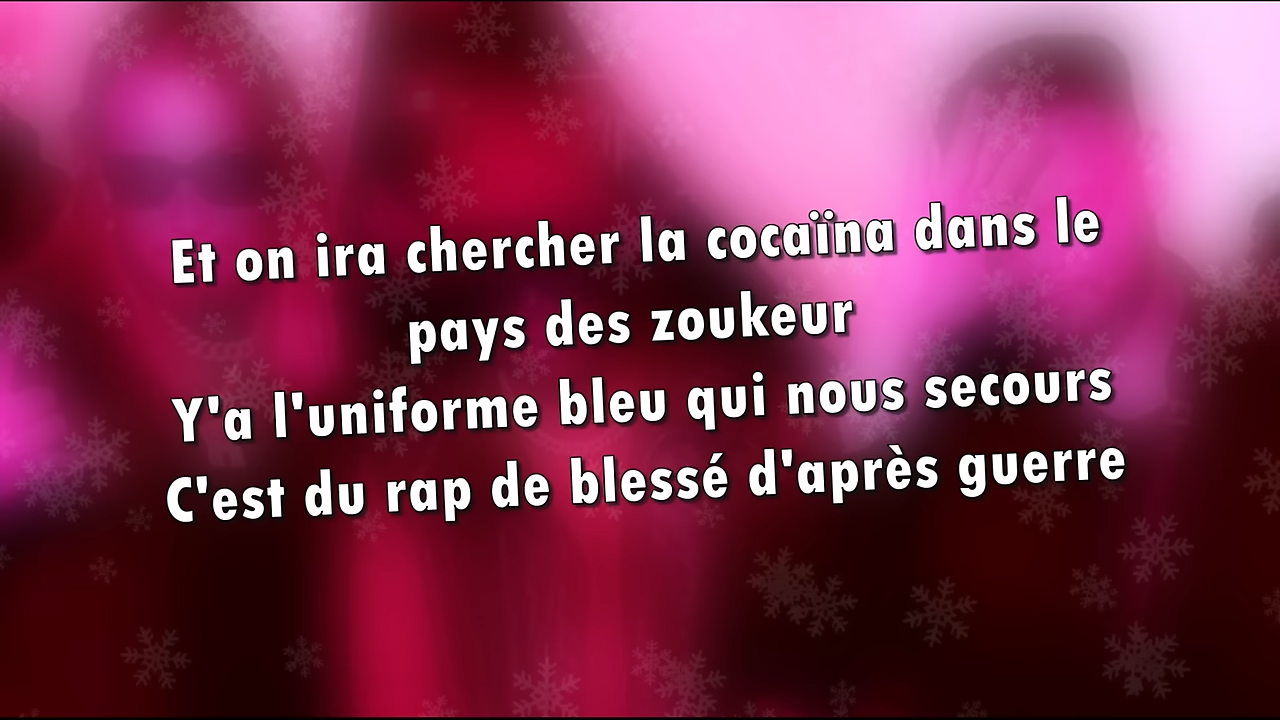 Et on ira chercher la cocaïna dans le
pays des zoukeur
Y'a l'uniforme bleu qui nous secours
C'est du rap de blessé d'après guerre